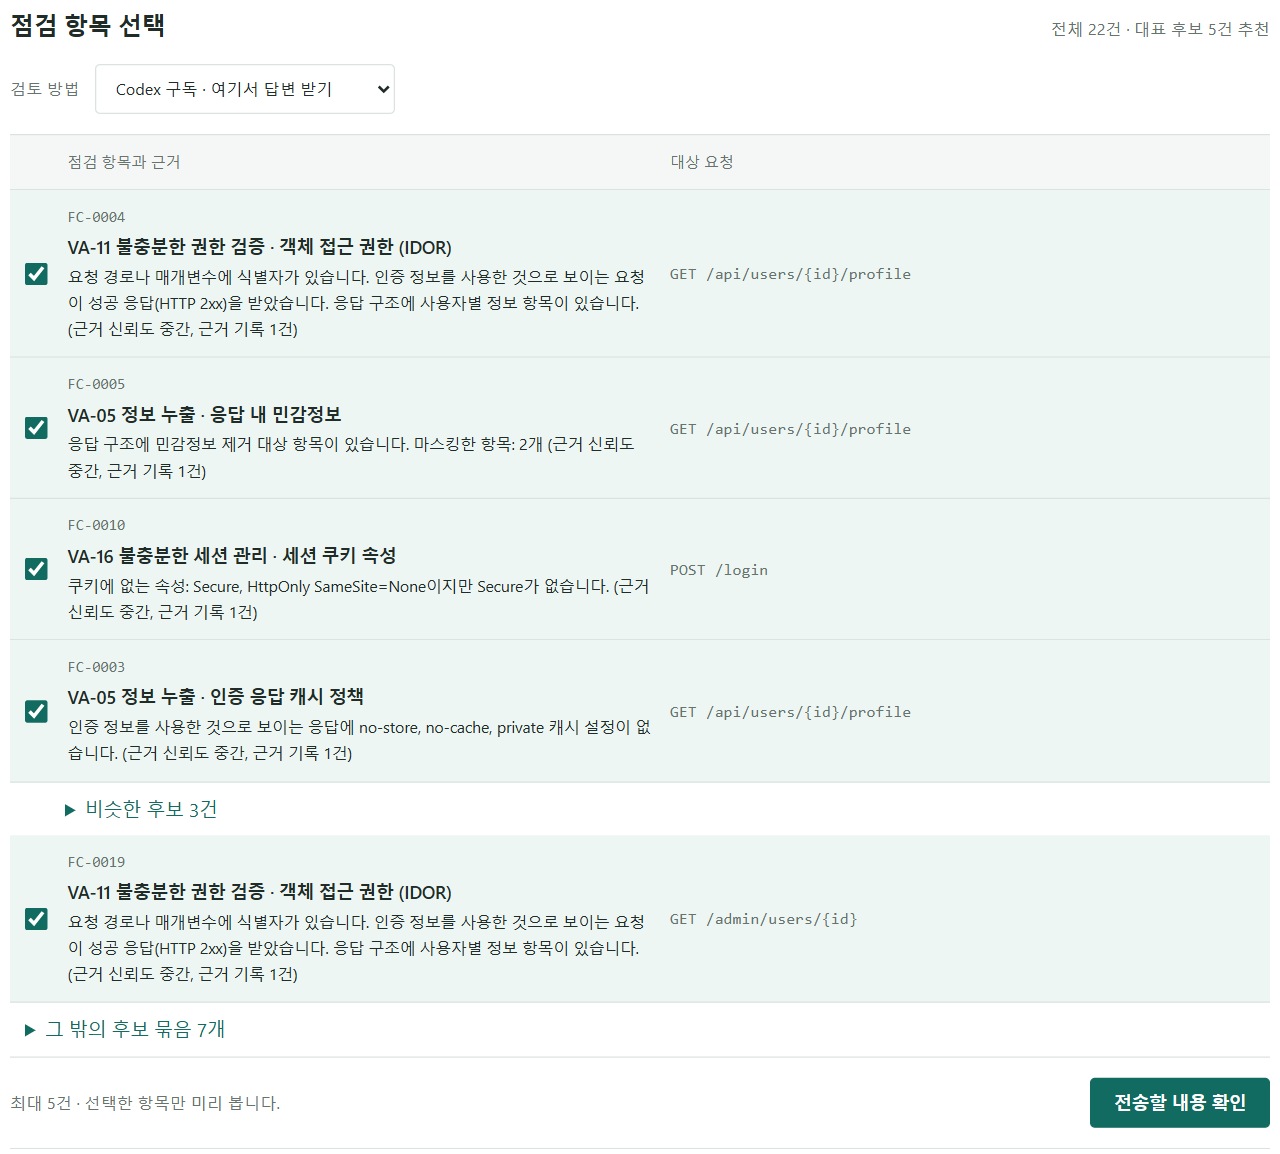 점검 항목 선택
전체 22건 · 대표 후보 5건 추천
검토 방법
Codex 구독 · 여기서 답변 받기
점검 항목과 근거
대상 요청
FC-0004
VA-11 불충분한 권한 검증 · 객체 접근 권한 (IDOR)
요청 경로나 매개변수에 식별자가 있습니다. 인증 정보를 사용한 것으로 보이는 요청
이 성공 응답(HTTP 2xx)을 받았습니다. 응답 구조에 사용자별 정보 항목이 있습니다.
(근거 신뢰도 중간, 근거 기록 1건)
GET /api/users/{id}/profile
FC-0005
VA-05 정보 누출 · 응답 내 민감정보
응답 구조에 민감정보 제거 대상 항목이 있습니다. 마스킹한 항목: 2개 (근거 신뢰도
중간, 근거 기록 1건)
GET /api/users/{id}/profile
FC-0010
VA-16 불충분한 세션 관리 · 세션 쿠키 속성
쿠키에 없는 속성: Secure, HttpOnly SameSite=None이지만 Secure가 없습니다. (근거
신뢰도 중간, 근거 기록 1건)
POST /login
FC-0003
VA-05 정보 누출 · 인증 응답 캐시 정책
인증 정보를 사용한 것으로 보이는 응답에 no-store, no-cache, private 캐시 설정이 없
습니다. (근거 신뢰도 중간, 근거 기록 1건)
GET /api/users/{id}/profile
▶ 비슷한 후보 3건
FC-0019
VA-11 불충분한 권한 검증 · 객체 접근 권한 (IDOR)
요청 경로나 매개변수에 식별자가 있습니다. 인증 정보를 사용한 것으로 보이는 요청
이 성공 응답(HTTP 2xx)을 받았습니다. 응답 구조에 사용자별 정보 항목이 있습니다.
(근거 신뢰도 중간, 근거 기록 1건)
GET /admin/users/{id}
▶ 그 밖의 후보 묶음 7개
최대 5건 · 선택한 항목만 미리 봅니다.
전송할 내용 확인